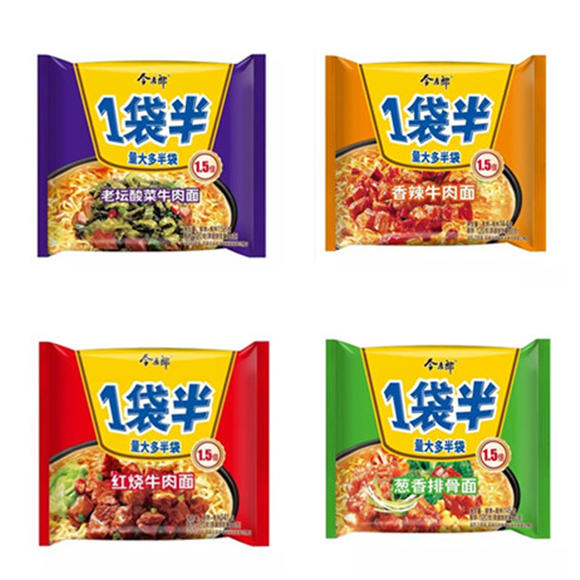 今麦郎
1袋半
量大多半袋
1.5倍
老坛酸菜牛肉面
今麦郎
1袋半
量大多半袋
1.5倍
香辣牛肉面
今麦郎
1袋半
量大多半袋
1.5倍
红烧牛肉面
今麦郎
1袋半
量大多半袋
1.5倍
葱香排骨面